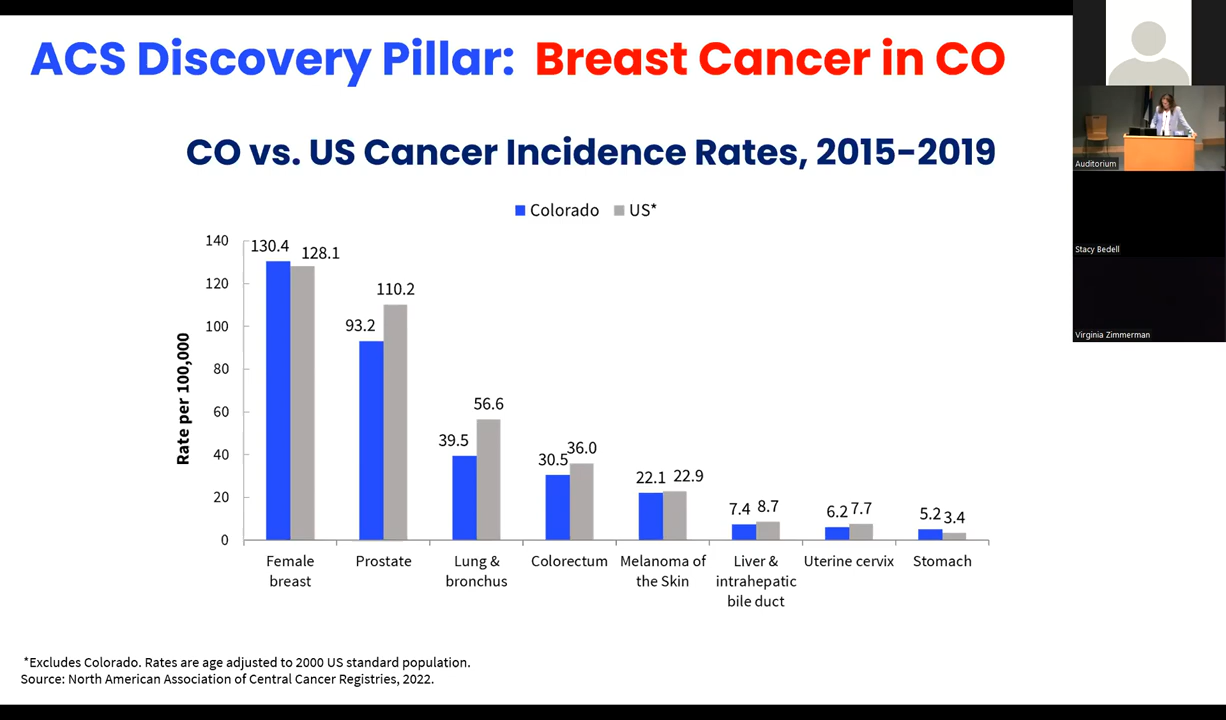 ACS Discovery Pillar: Breast Cancer in CO
CO vs. US Cancer Incidence Rates, 2015-2019
Colorado US*
Rate per 100,000
140
120
100
80
60
40
20
0
130.4 128.1
93.2 110.2
39.5 56.6
30.5 36.0
22.1 22.9
7.4 8.7
6.2 7.7
5.2 3.4
Female
breast
Prostate
Lung &
bronchus
Colorectum
Melanoma of
the Skin
Liver &
intrahepatic
bile duct
Uterine cervix
Stomach
*Excludes Colorado. Rates are age adjusted to 2000 US standard population.
Source: North American Association of Central Cancer Registries, 2022.
Auditorium
Stacy Bedell
Virginia Zimmerman